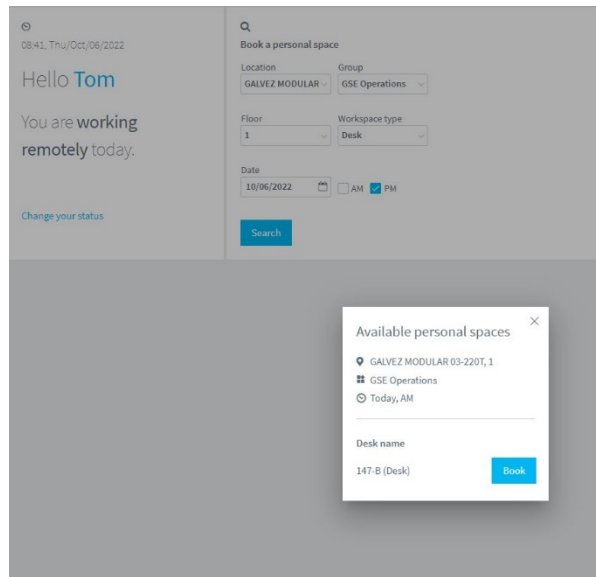 08:41, Thu/Oct/06/2022
Hello Tom
You are working
remotely today.
Change your status
Book a personal space
Location
Group
GALVEZ MODULAR
GSE Operations
Floor
Workspace type
1
Desk
Date
10/06/2022
AM
PM
Search
Available personal spaces
GALVEZ MODULAR 03-220T, 1
GSE Operations
Today, AM
Desk name
147-B (Desk)
Book